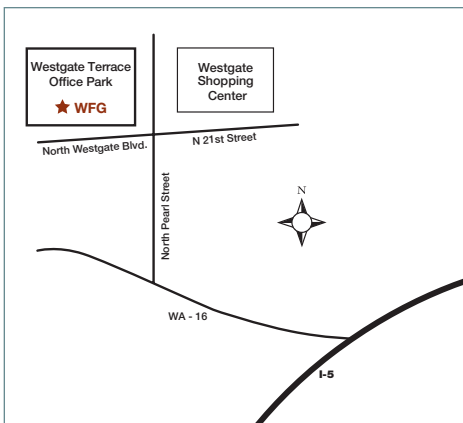 Westgate Terrace
Office Park
WFG
Westgate
Shopping
Center
North Westgate Blvd.
N 21st Street
North Pearl Street
N
WA - 16
I-5